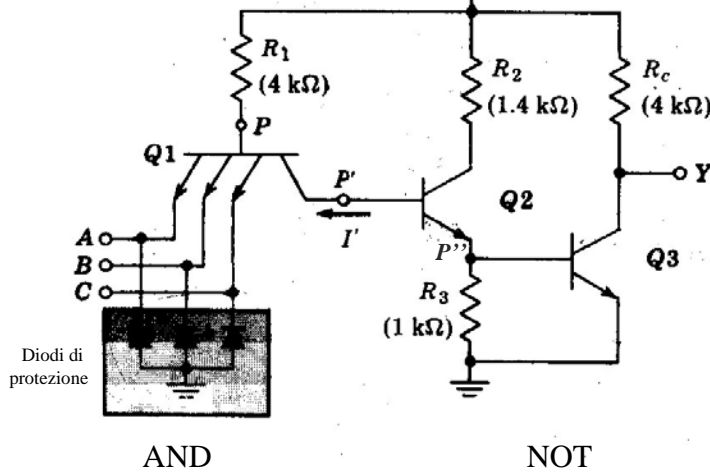 R1
(4 kΩ)
R2
(1.4 kΩ)
Rc
(4 kΩ)
P
Q1
P'
Y
I'
Q2
A
B
C
P''
Q3
R3
(1 kΩ)
Diodi di
protezione
AND
NOT